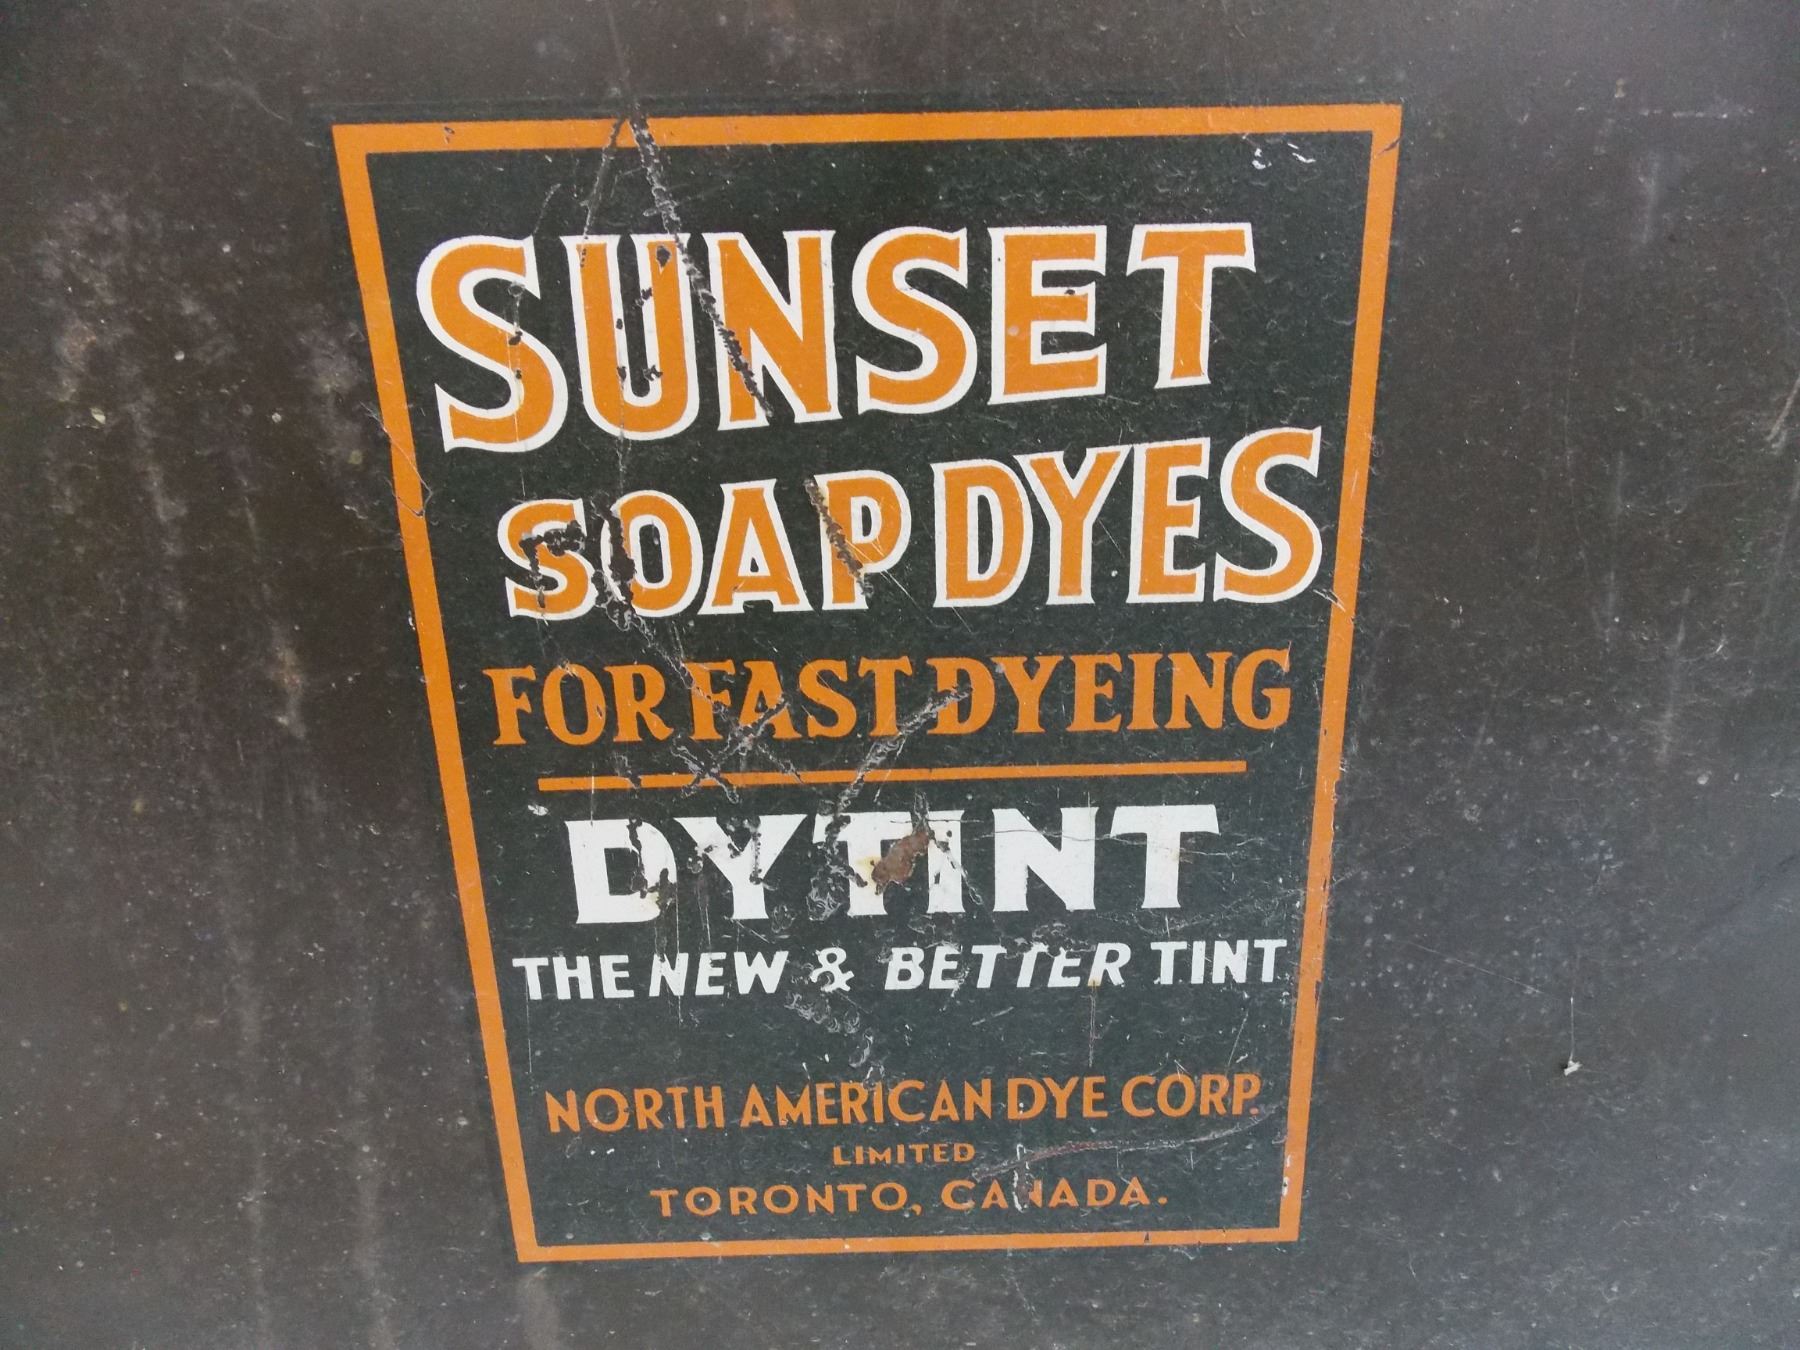 SUNSET
SOAP DYES
FOR FAST DYEING
DYTINT
THE NEW & BETTER TINT
NORTH AMERICAN DYE CORP.
LIMITED
TORONTO, CANADA.